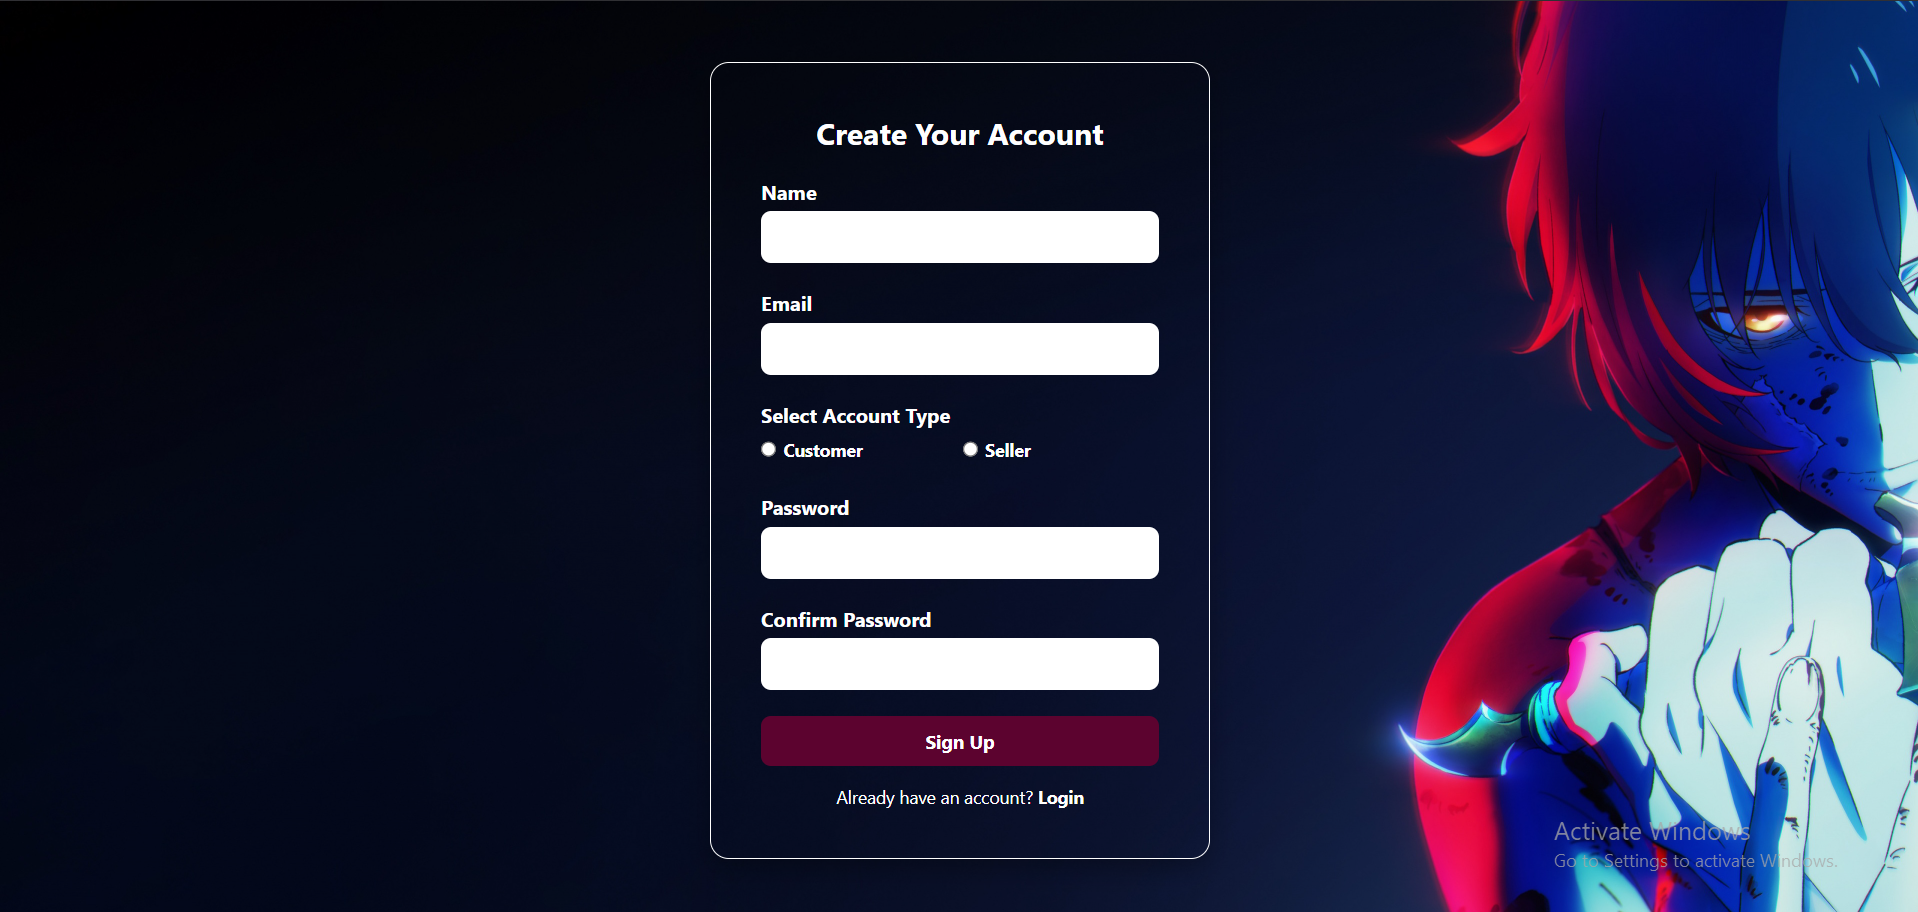 Create Your Account
Name
Email
Select Account Type
Customer Seller
Password
Confirm Password
Sign Up
Already have an account? Login
Activate Windows
Go to Settings to activate Windows.